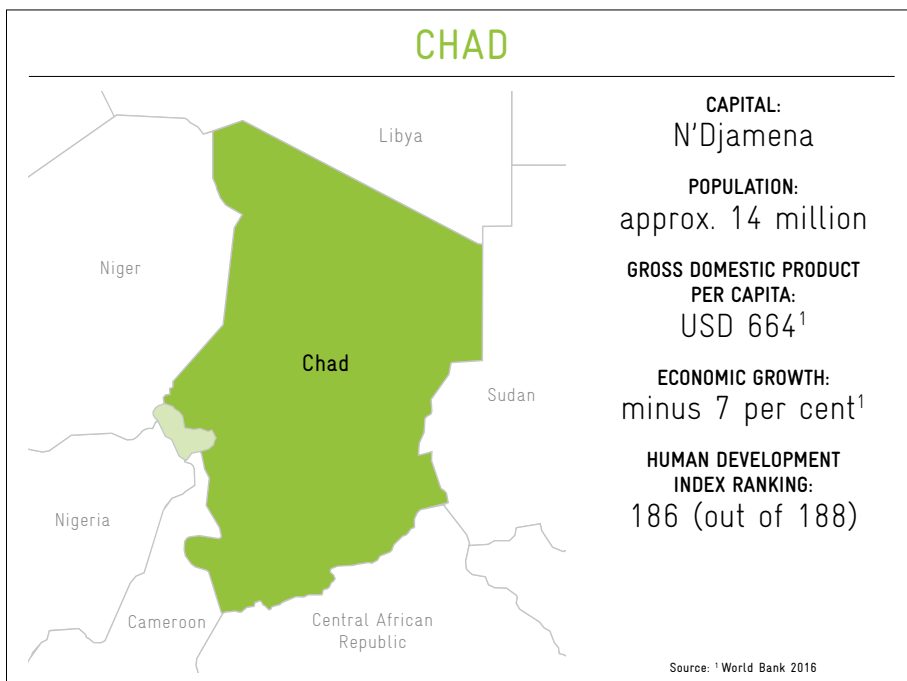 CHAD
Libya
Niger
Chad
Sudan
Nigeria
Cameroon
Central African
Republic
CAPITAL:
N'Djamena
POPULATION:
approx. 14 million
GROSS DOMESTIC PRODUCT
PER CAPITA:
USD 664¹
ECONOMIC GROWTH:
minus 7 per cent¹
HUMAN DEVELOPMENT
INDEX RANKING:
186 (out of 188)
Source: ¹ World Bank 2016